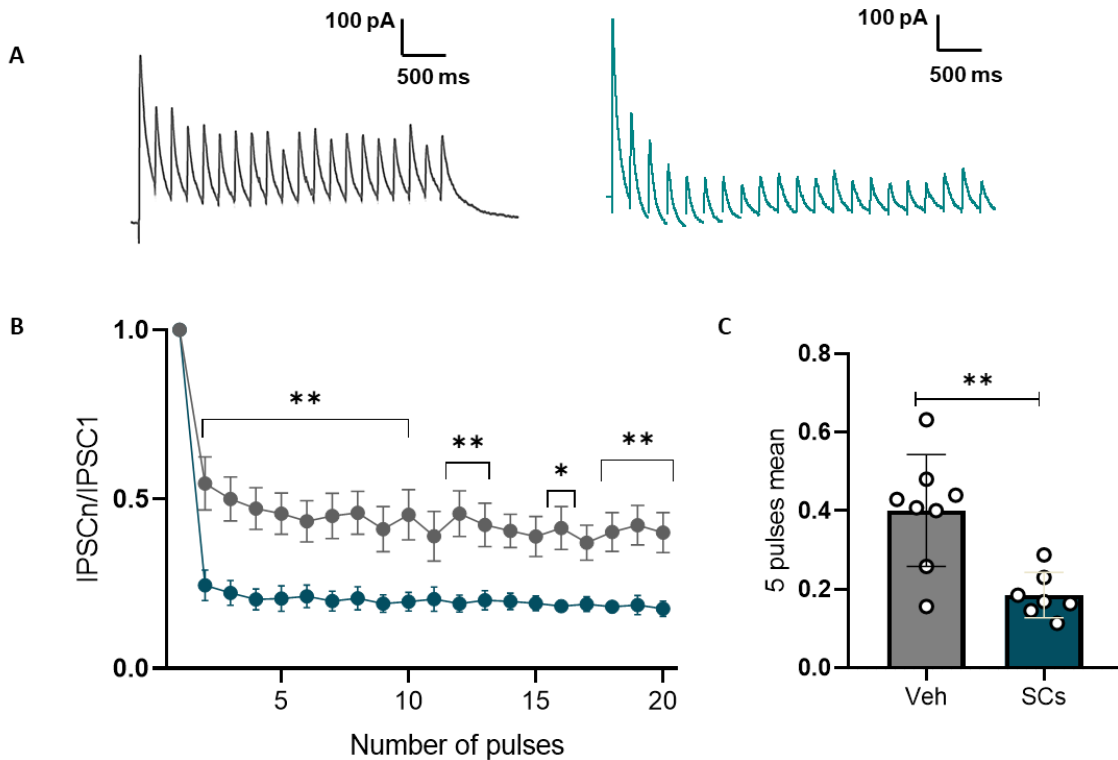 A
100 pA
500 ms
100 pA
500 ms
B
IPSCn/IPSC1
1.0
0.5
0.0
**
**
*
**
5
10
15
20
Number of pulses
C
5 pulses mean
0.8
0.6
0.4
0.2
0.0
**
Veh
SCs